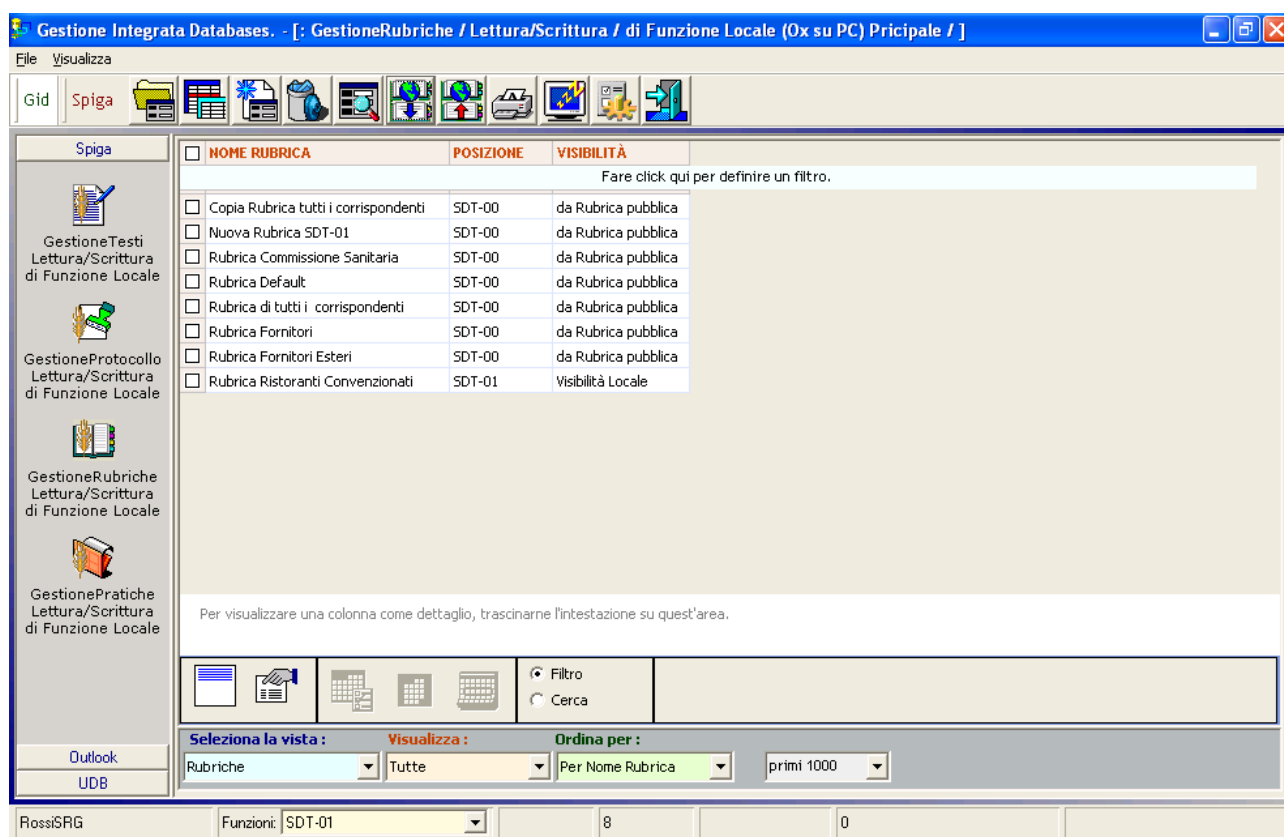 Gestione Integrata Databases. - [: GestioneRubriche / Lettura/Scrittura / di Funzione Locale (Ox su PC) Pricipale / ]
File Visualizza
Gid Spiga
Spiga
GestioneTesti
Lettura/Scrittura
di Funzione Locale
GestioneProtocollo
Lettura/Scrittura
di Funzione Locale
GestioneRubriche
Lettura/Scrittura
di Funzione Locale
GestionePratiche
Lettura/Scrittura
di Funzione Locale
Outlook
UDB
NOME RUBRICA POSIZIONE VISIBILITÀ
Fare click qui per definire un filtro.
Copia Rubrica tutti i corrispondenti SDT-00 da Rubrica pubblica
Nuova Rubrica SDT-01 SDT-00 da Rubrica pubblica
Rubrica Commissione Sanitaria SDT-00 da Rubrica pubblica
Rubrica Default SDT-00 da Rubrica pubblica
Rubrica di tutti i corrispondenti SDT-00 da Rubrica pubblica
Rubrica Fornitori SDT-00 da Rubrica pubblica
Rubrica Fornitori Esteri SDT-00 da Rubrica pubblica
Rubrica Ristoranti Convenzionati SDT-01 Visibilità Locale
Per visualizzare una colonna come dettaglio, trascinarne l'intestazione su quest'area.
Filtro
Cerca
Seleziona la vista : Visualizza : Ordina per :
Rubriche Tutte Per Nome Rubrica primi 1000
RossiSRG Funzioni: SDT-01 8 0